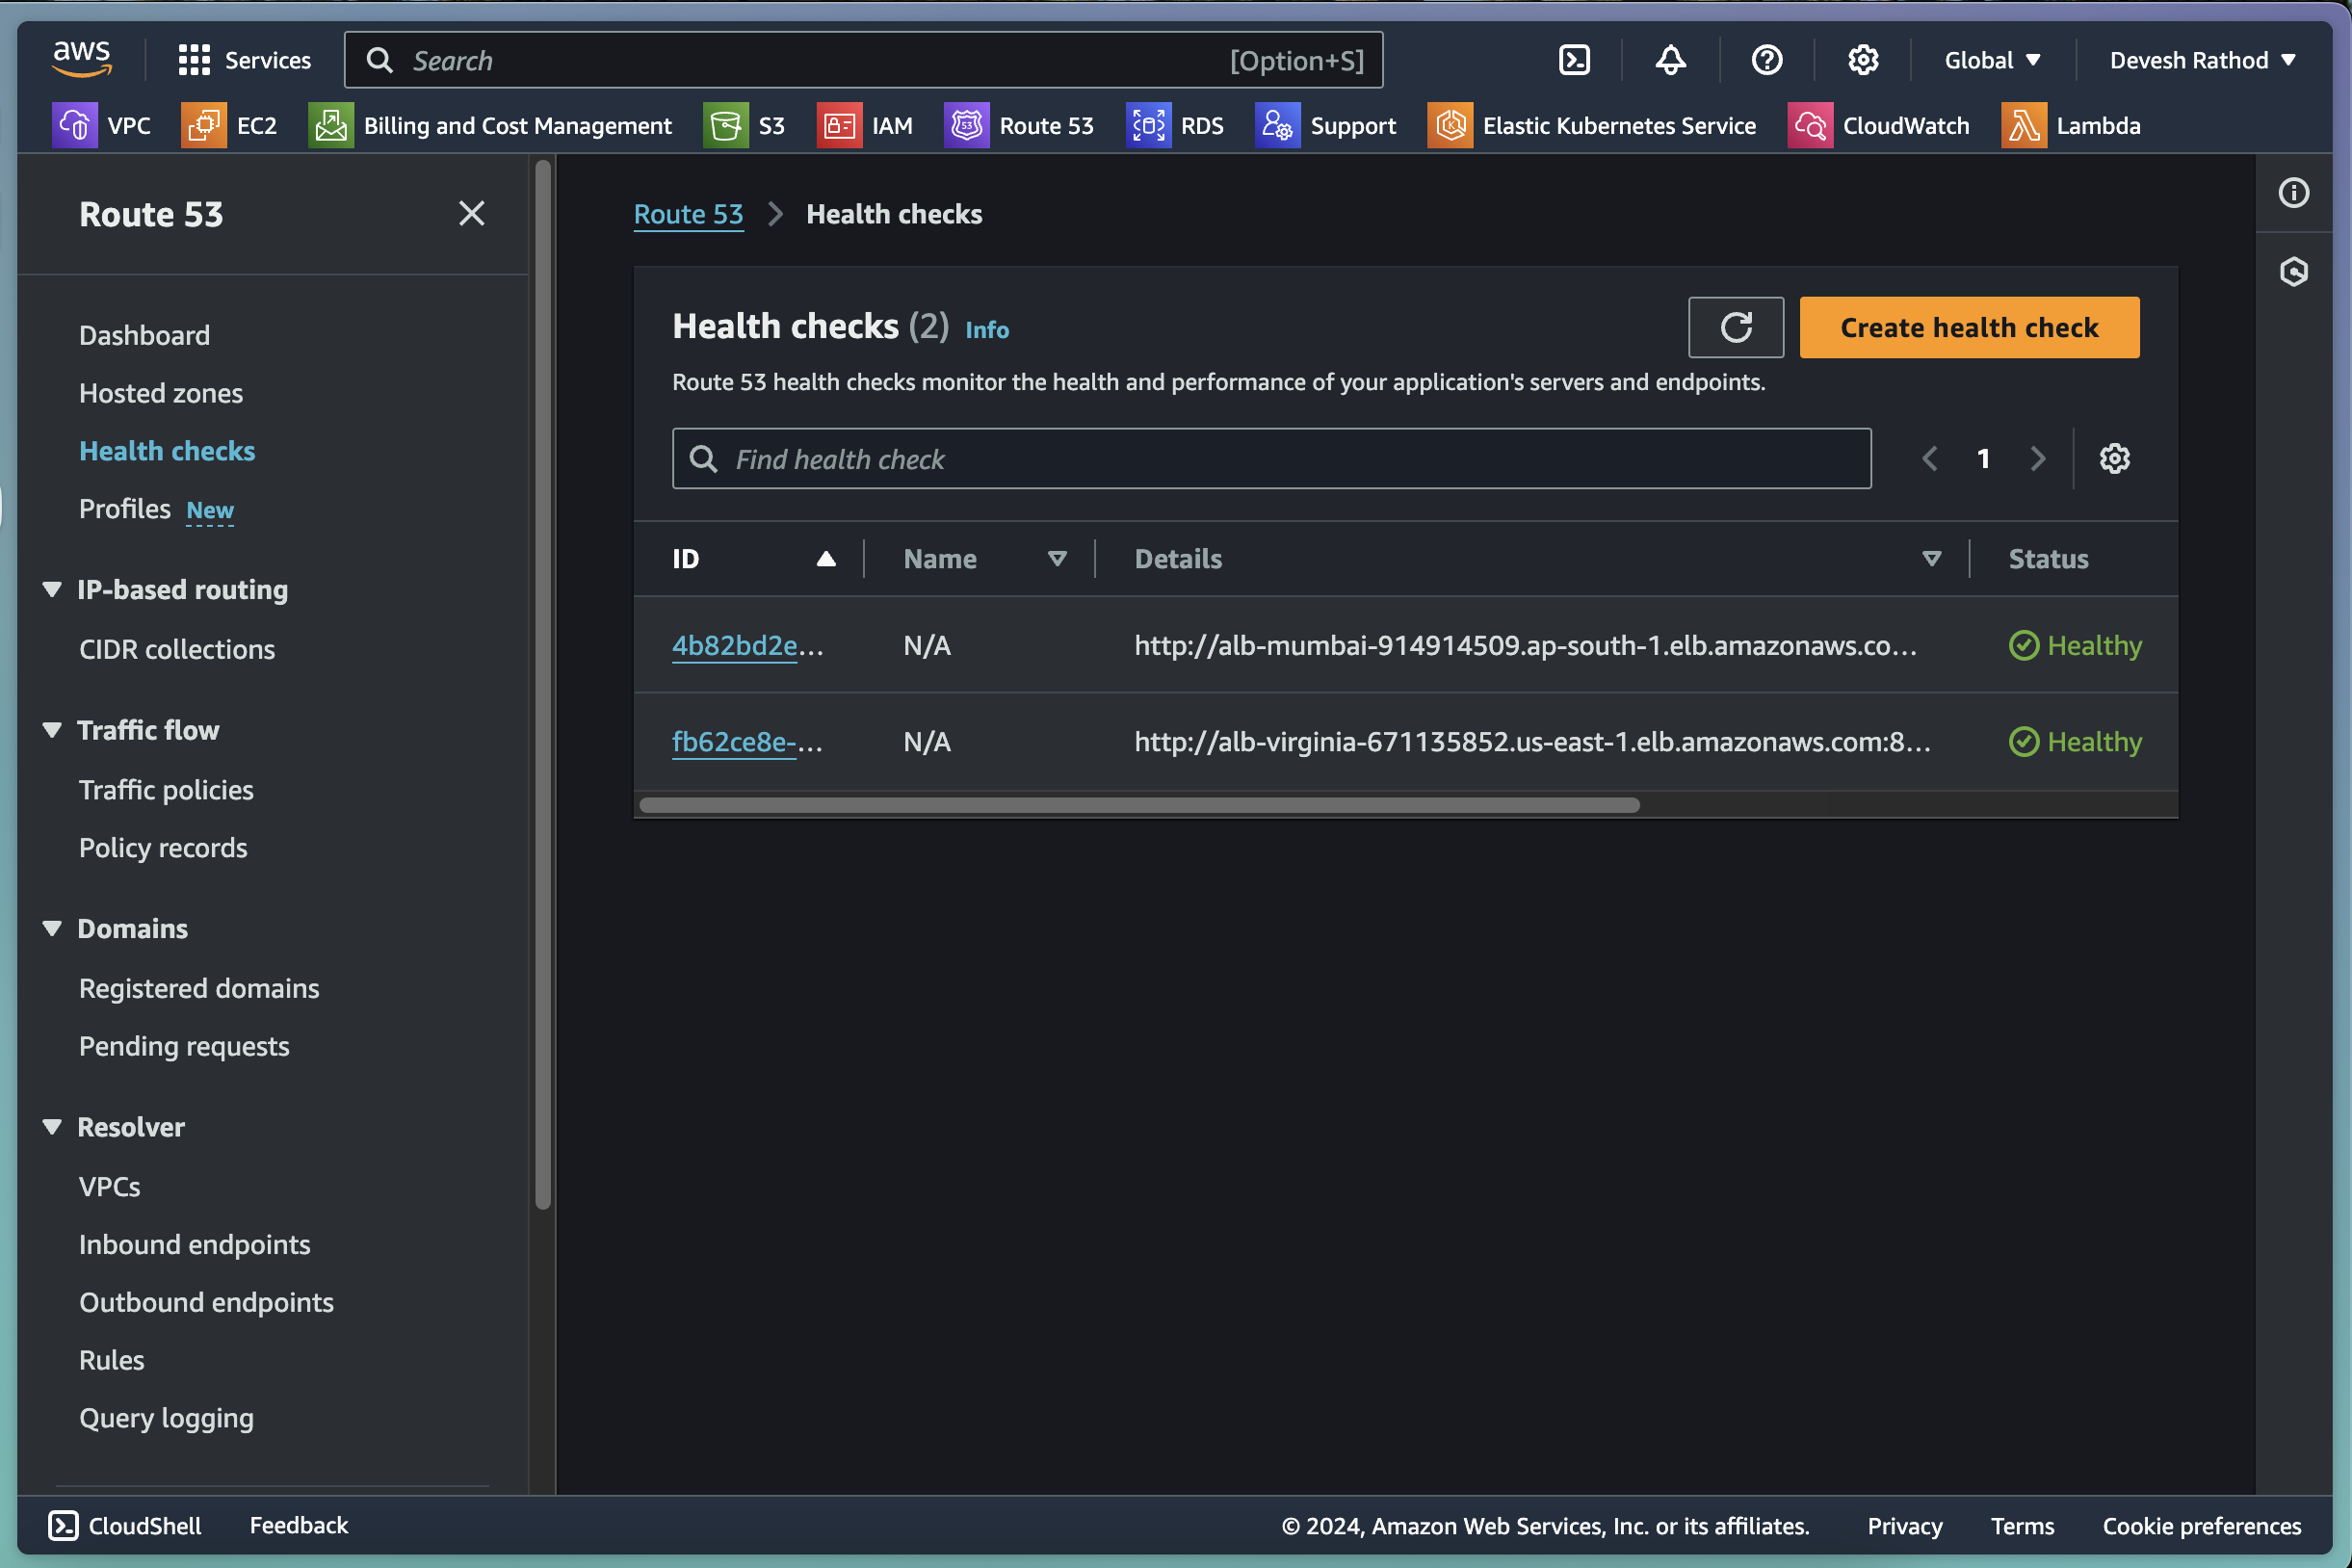 aws
Services
Search [Option+S]
Global
Devesh Rathod
VPC
EC2
Billing and Cost Management
S3
IAM
53
Route 53
RDS
Support
K
Elastic Kubernetes Service
CloudWatch
Lambda
Route 53
Dashboard
Hosted zones
Health checks
Profiles New
IP-based routing
CIDR collections
Traffic flow
Traffic policies
Policy records
Domains
Registered domains
Pending requests
Resolver
VPCs
Inbound endpoints
Outbound endpoints
Rules
Query logging
Route 53 > Health checks
Health checks (2) Info
Create health check
Route 53 health checks monitor the health and performance of your application's servers and endpoints.
Find health check
1
ID Name Details Status
4b82bd2e... N/A http://alb-mumbai-914914509.ap-south-1.elb.amazonaws.co... Healthy
fb62ce8e-... N/A http://alb-virginia-671135852.us-east-1.elb.amazonaws.com:8... Healthy
CloudShell Feedback © 2024, Amazon Web Services, Inc. or its affiliates. Privacy Terms Cookie preferences